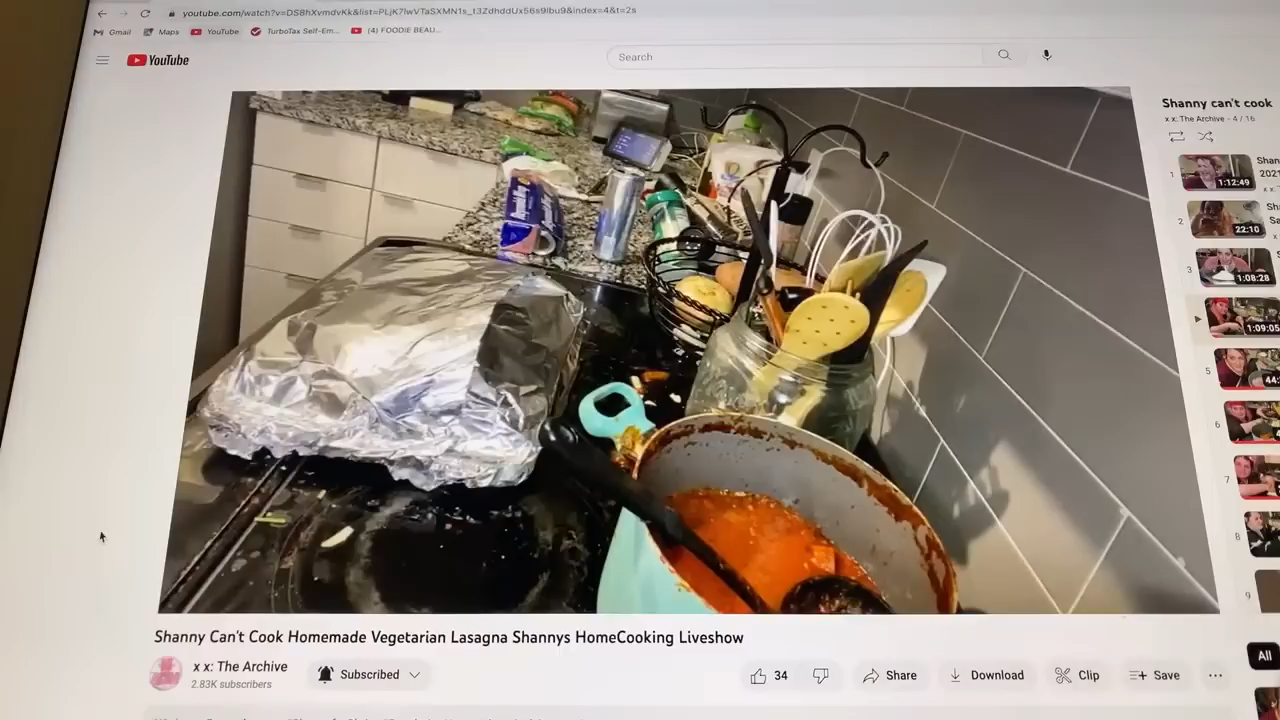 youtube.com/watch?v=DS8hXvmdvKk&list=PLjK7lwVTaSXMN1s_t3ZdhddUx56s9lbu9&index=4&t=2s
Gmail Maps YouTube TurboTax Self-Em... (4) FOODIE BEAU...
YouTube
Search
Shanny can't cook
x x: The Archive - 4 / 16
1
1:12:49
Shan
2021
x x:
2
22:10
3
1:08:28
1:09:05
5
44:
6
7
8
9
Shanny Can't Cook Homemade Vegetarian Lasagna Shannys HomeCooking Liveshow
x x: The Archive
2.83K subscribers
Subscribed
34
Share
Download
Clip
Save
All